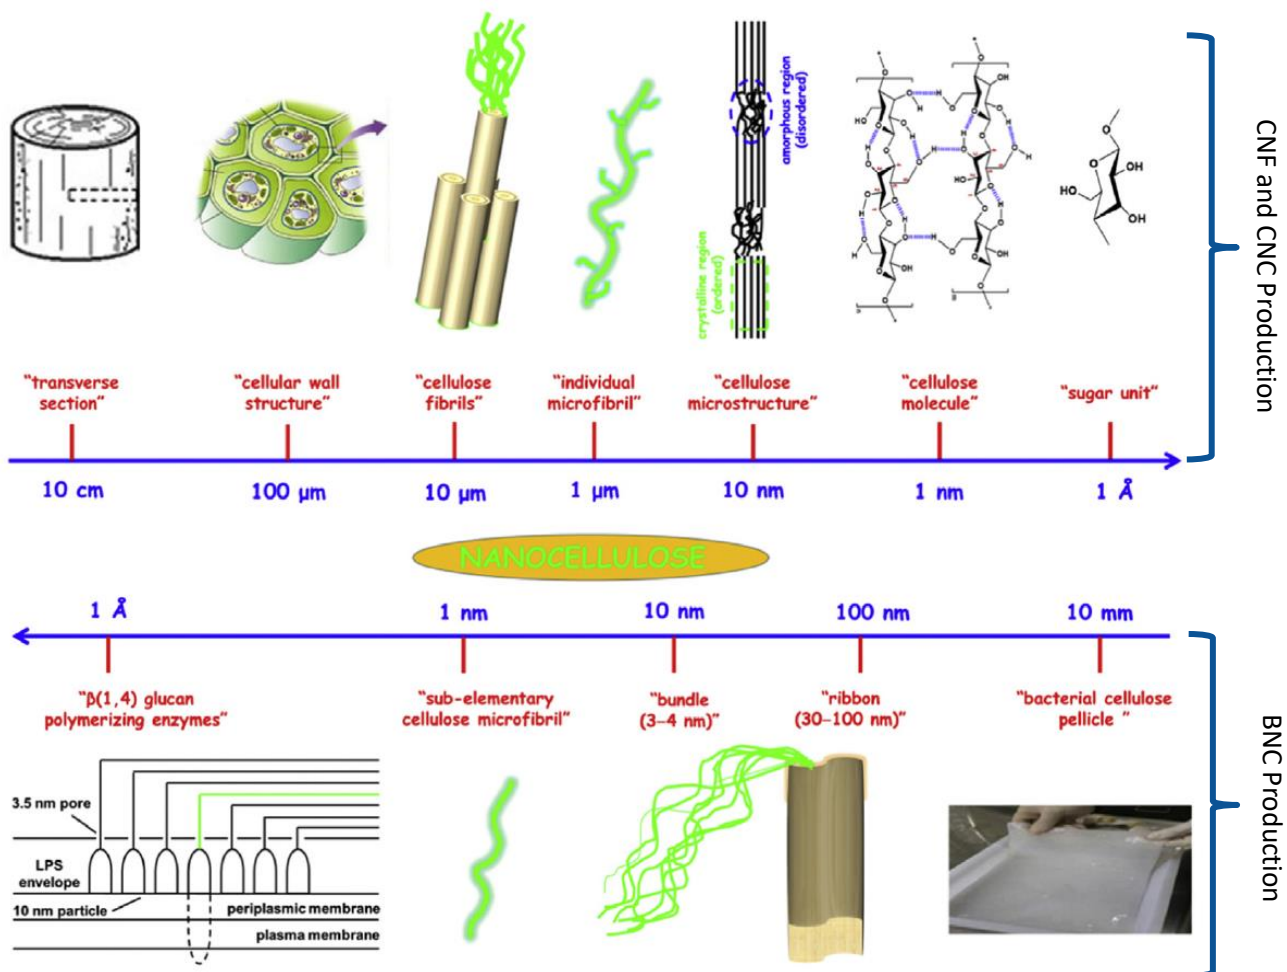 amorphous region
(disordered)
crystalline region
(ordered)
CNF and CNC Production
"transverse
section"
"cellular wall
structure"
"cellulose
fibrils"
"individual
microfibril"
"cellulose
microstructure"
"cellulose
molecule"
"sugar unit"
10 cm
100 µm
10 µm
1 µm
10 nm
1 nm
1 Å
NANOCELLULOSE
1 Å
1 nm
10 nm
100 nm
10 mm
"β(1,4) glucan
polymerizing enzymes"
"sub-elementary
cellulose microfibril"
"bundle
(3–4 nm)"
"ribbon
(30–100 nm)"
"bacterial cellulose
pellicle "
BNC Production
3.5 nm pore
LPS
envelope
10 nm particle
periplasmic membrane
plasma membrane
O
O
OH
HO
OH